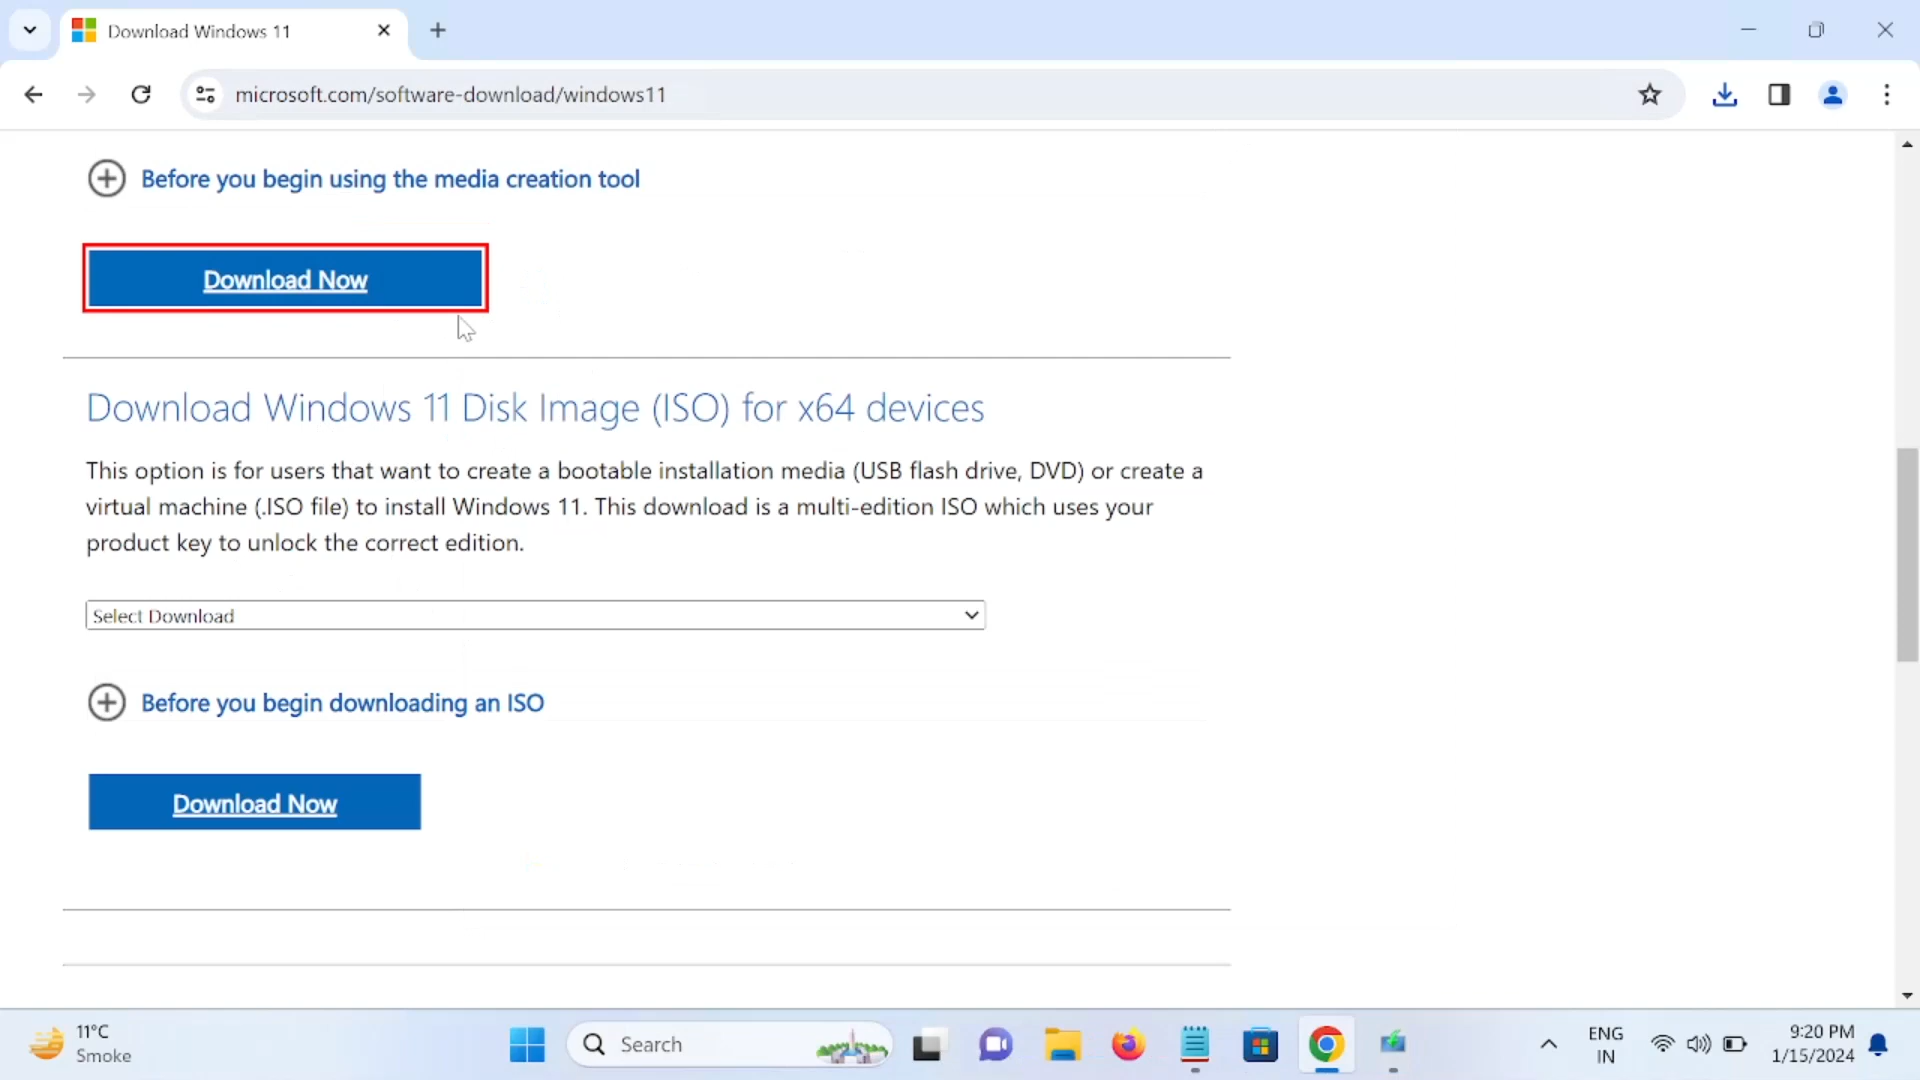 Download Windows 11
microsoft.com/software-download/windows11
Before you begin using the media creation tool
Download Now
Download Windows 11 Disk Image (ISO) for x64 devices
This option is for users that want to create a bootable installation media (USB flash drive, DVD) or create a
virtual machine (.ISO file) to install Windows 11. This download is a multi-edition ISO which uses your
product key to unlock the correct edition.
Select Download
Before you begin downloading an ISO
Download Now
11°C
Smoke
Search
ENG
IN
9:20 PM
1/15/2024